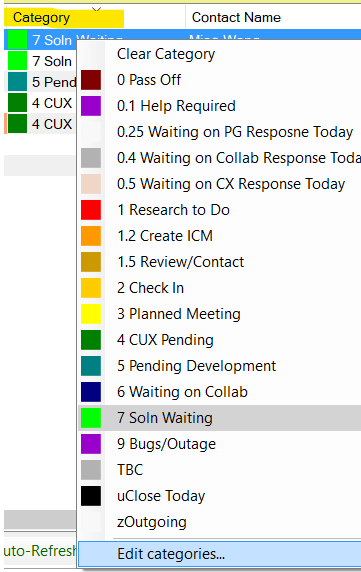 Category Contact Name
7 Soln Waiting
7 Soln
5 Pend
4 CUX
4 CUX
Clear Category
0 Pass Off
0.1 Help Required
0.25 Waiting on PG Resposne Today
0.4 Waiting on Collab Response Toda
0.5 Waiting on CX Response Today
1 Research to Do
1.2 Create ICM
1.5 Review/Contact
2 Check In
3 Planned Meeting
4 CUX Pending
5 Pending Development
6 Waiting on Collab
7 Soln Waiting
9 Bugs/Outage
TBC
uClose Today
zOutgoing
uto-Refresh
Edit categories...